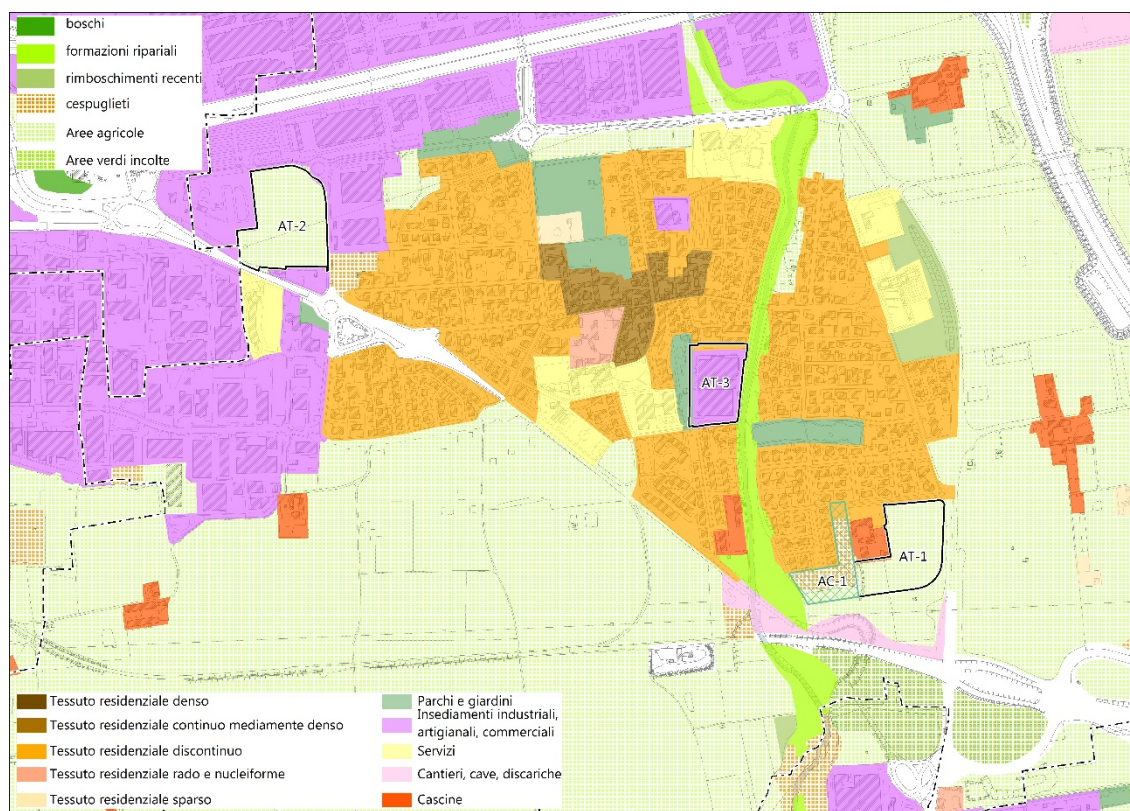 boschi
formazioni ripariali
rimboschimenti recenti
cespuglieti
Aree agricole
Aree verdi incolte
AT-2
AT-3
AT-1
AC-1
Tessuto residenziale denso
Tessuto residenziale continuo mediamente denso
Tessuto residenziale discontinuo
Tessuto residenziale rado e nucleiforme
Tessuto residenziale sparso
Parchi e giardini
Insediamenti industriali,
artigianali, commerciali
Servizi
Cantieri, cave, discariche
Cascine